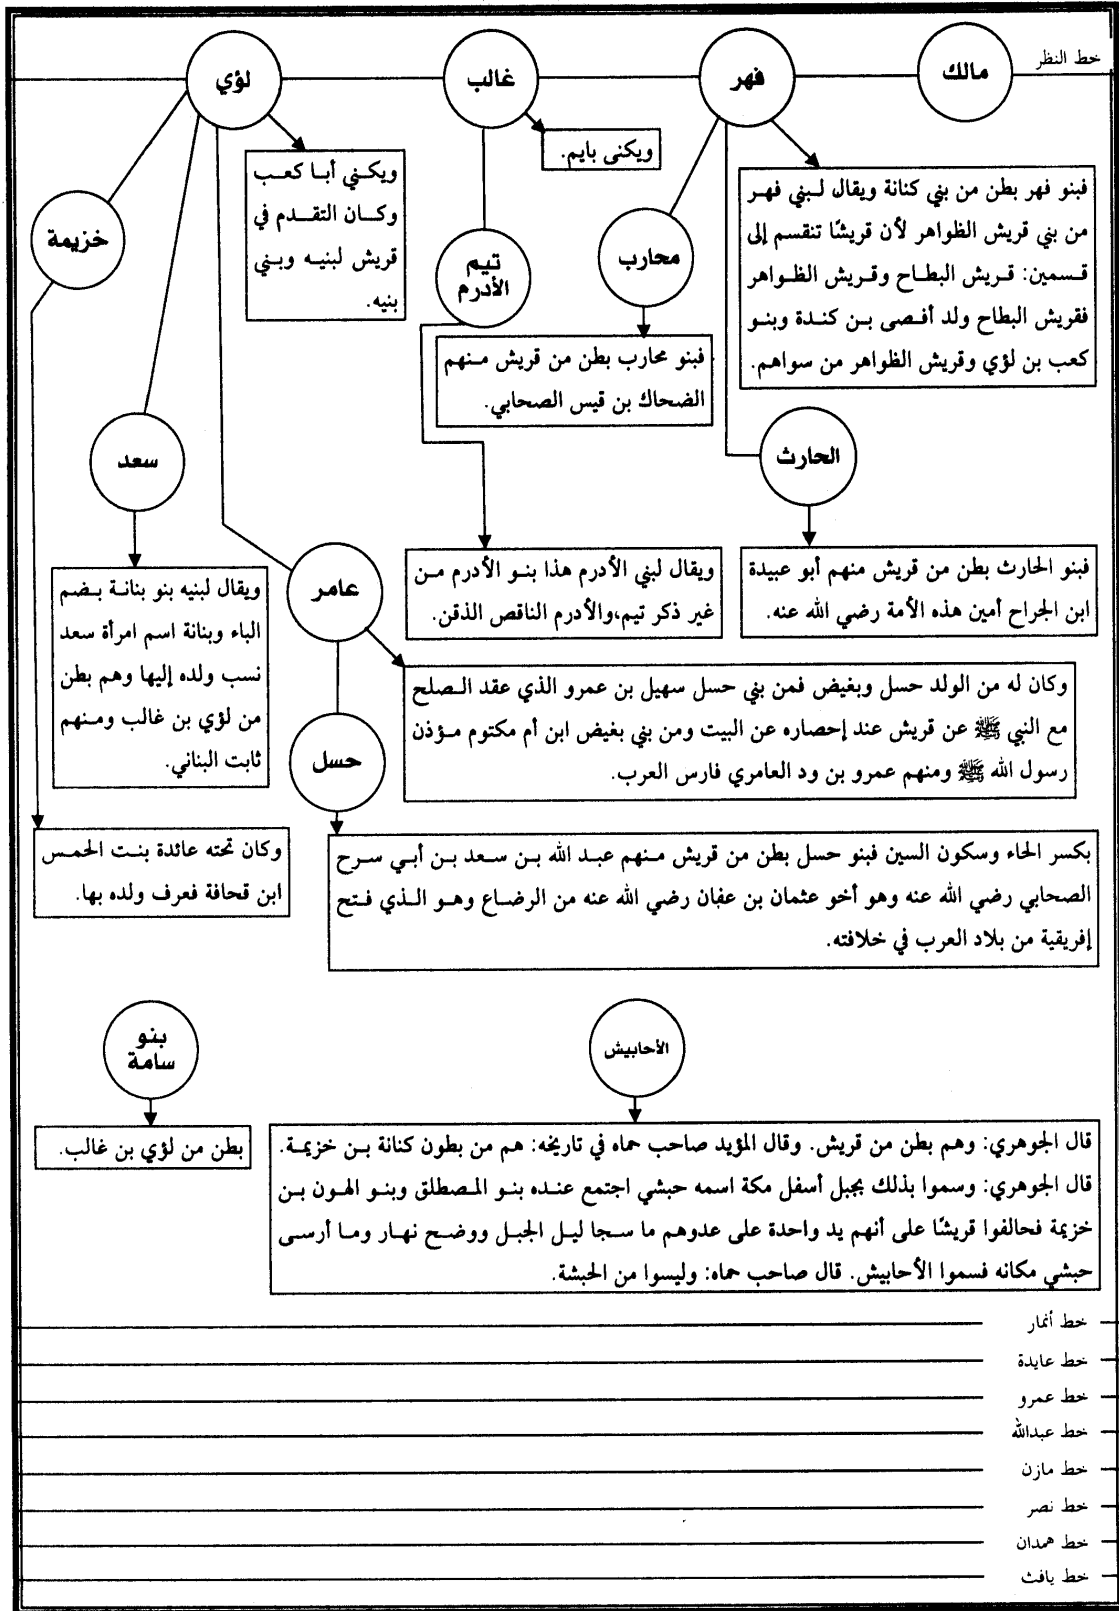 خط النظر
مالك
فهر
غالب
لؤي
ويكنى بايم.
ويكني أبا كعب
وكان التقدم في
قريش لبنيه وبني
بنيه.
فبنو فهر بطن من بني كنانة ويقال لبني فهر
من بني قريش الظواهر لأن قريشًا تنقسم إلى
قسمين: قريش البطاح وقريش الظواهر
فقريش البطاح ولد أفصى بن كندة وبنو
كعب بن لؤي وقريش الظواهر من سواهم.
محارب
تيم
الأدرم
خزيمة
فبنو محارب بطن من قريش منهم
الضحاك بن قيس الصحابي.
الحارث
سعد
فبنو الحارث بطن من قريش منهم أبو عبيدة
ابن الجراح أمين هذه الأمة رضي الله عنه.
ويقال لبني الأدرم هذا بنو الأدرم من
غير ذكر تيم،والأدرم الناقص الذقن.
عامر
ويقال لبنيه بنو بنانة بضم
الباء وبنانة اسم امرأة سعد
نسب ولده إليها وهم بطن
من لؤي بن غالب ومنهم
ثابت البناني.
وكان له من الولد حسل وبغيض فمن بني حسل سهيل بن عمرو الذي عقد الصلح
مع النبي ﷺ عن قريش عند إحصاره عن البيت ومن بني بغيض ابن أم مكتوم مؤذن
رسول الله ﷺ ومنهم عمرو بن ود العامري فارس العرب.
حسل
بكسر الحاء وسكون السين فبنو حسل بطن من قريش منهم عبد الله بن سعد بن أبي سرح
الصحابي رضي الله عنه وهو أخو عثمان بن عفان رضي الله عنه من الرضاع وهو الذي فتح
إفريقية من بلاد العرب في خلافته.
وكان تحته عائدة بنت الحمس
ابن قحافة فعرف ولده بها.
الأحابيش
بنو
سامة
قال الجوهري: وهم بطن من قريش. وقال المؤيد صاحب حماه في تاريخه: هم من بطون كنانة بن خزيمة.
قال الجوهري: وسموا بذلك بجبل أسفل مكة اسمه حبشي اجتمع عنده بنو المصطلق وبنو الهون بن
خزيمة فحالفوا قريشًا على أنهم يد واحدة على عدوهم ما سجا ليل الجبل ووضح نهار وما أرسى
حبشي مكانه فسموا الأحابيش. قال صاحب حماه: وليسوا من الحبشة.
بطن من لؤي بن غالب.
خط أنمار
خط عايدة
خط عمرو
خط عبدالله
خط مازن
خط نصر
خط همدان
خط يافث